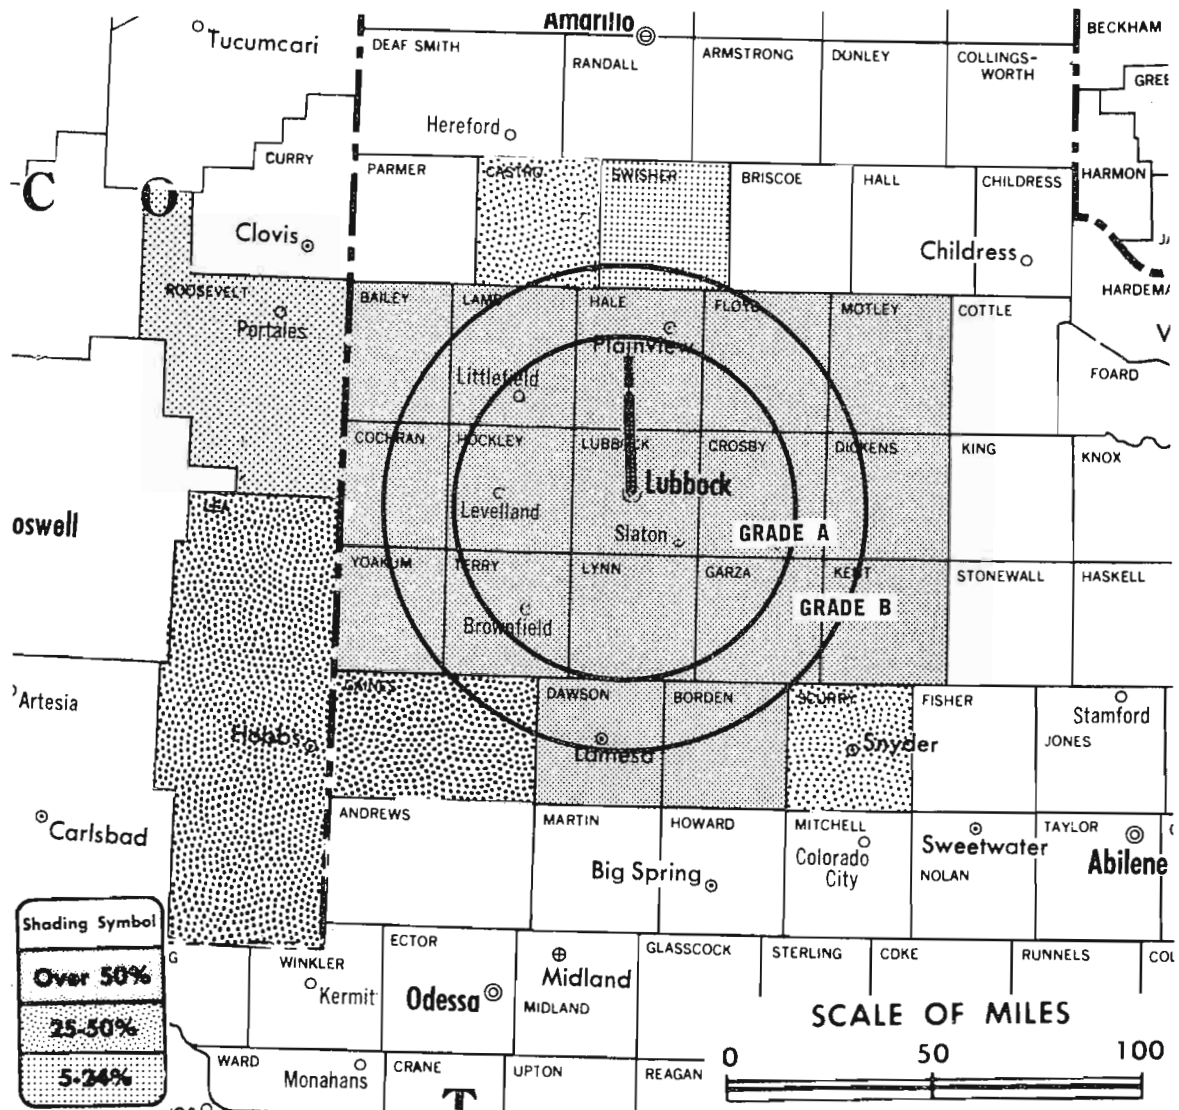 Amarillo
Tucumcari
DEAF SMITH
RANDALL
ARMSTRONG
DONLEY
COLLINGS-
WORTH
BECKHAM
GREE
Hereford
CURRY
PARMER
CASTRO
SWISHER
BRISCOE
HALL
CHILDRESS
HARMON
C O
Clovis
Childress
HARDEMA
ROOSEVELT
Portales
BAILEY
LAMB
HALE
FLOYD
MOTLEY
COTTLE
V
Plainview
Littlefield
FOARD
COCHRAN
HOCKLEY
LUBBOCK
CROSBY
DICKENS
KING
KNOX
Lubbock
LEA
Levelland
oswell
Slaton
GRADE A
YOAKUM
TERRY
LYNN
GARZA
KENT
STONEWALL
HASKELL
GRADE B
Brownfield
GAINES
DAWSON
BORDEN
SCURRY
FISHER
Artesia
Stamford
Hobbs
Snyder
JONES
Lamesa
ANDREWS
MARTIN
HOWARD
MITCHELL
TAYLOR
Carlsbad
Sweetwater
Abilene
Colorado
City
Big Spring
NOLAN
Shading Symbol
Over 50%
25-50%
5-24%
G
WINKLER
ECTOR
GLASSCOCK
STERLING
COKE
RUNNELS
COL
Kermit
Odessa
Midland
MIDLAND
SCALE OF MILES
0 50 100
WARD
Monahans
CRANE
UPTON
REAGAN
T